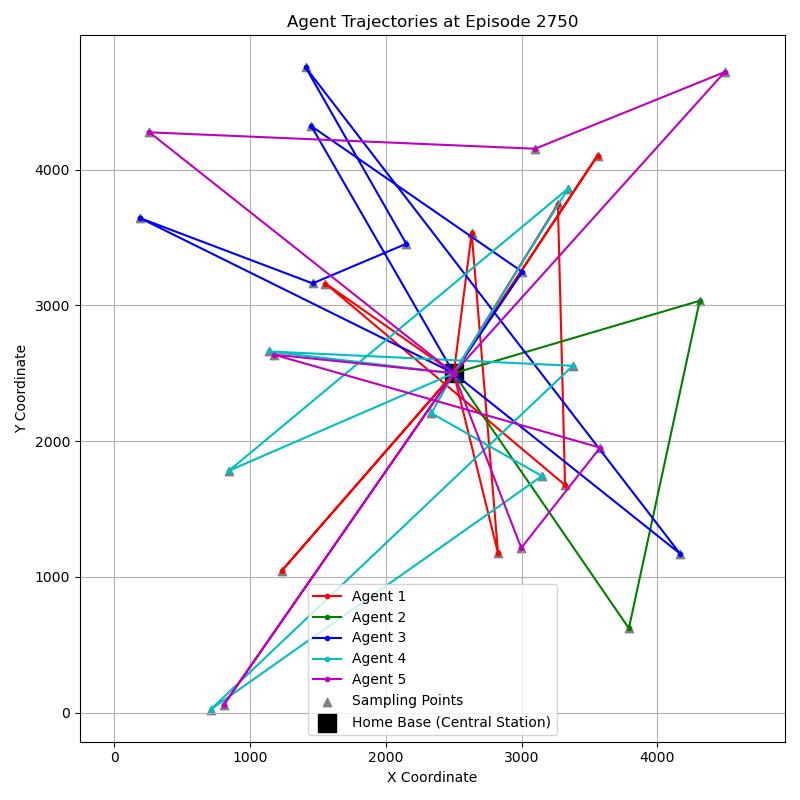 Agent Trajectories at Episode 2750
Y Coordinate
4000
3000
2000
1000
0
Agent 1
Agent 2
Agent 3
Agent 4
Agent 5
Sampling Points
Home Base (Central Station)
0 1000 2000 3000 4000
X Coordinate